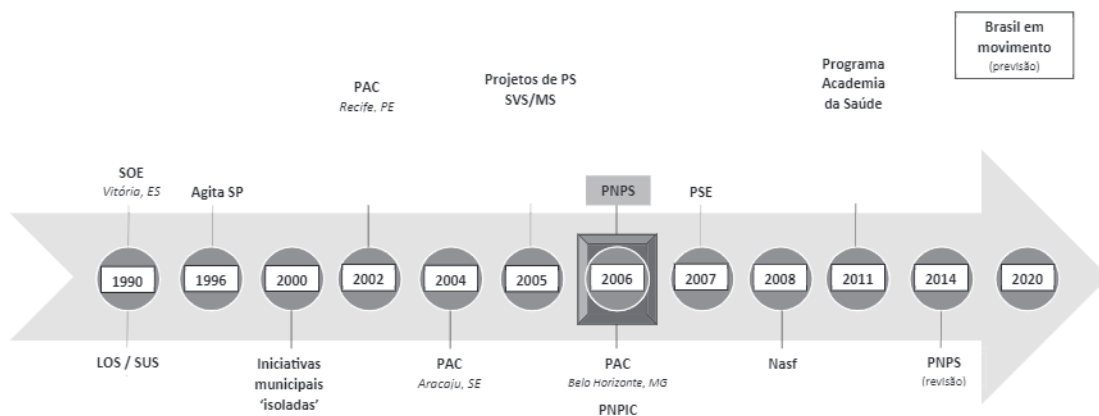 Brasil em
movimento
(previsão)
Programa
Academia
da Saúde
Projetos de PS
SVS/MS
PAC
Recife, PE
SOE
Vitória, ES
Agita SP
PNPS
PSE
1990
1996
2000
2002
2004
2005
2006
2007
2008
2011
2014
2020
LOS / SUS
Iniciativas
municipais
'isoladas'
PAC
Aracaju, SE
PAC
Belo Horizonte, MG
PNPIC
Nasf
PNPS
(revisão)